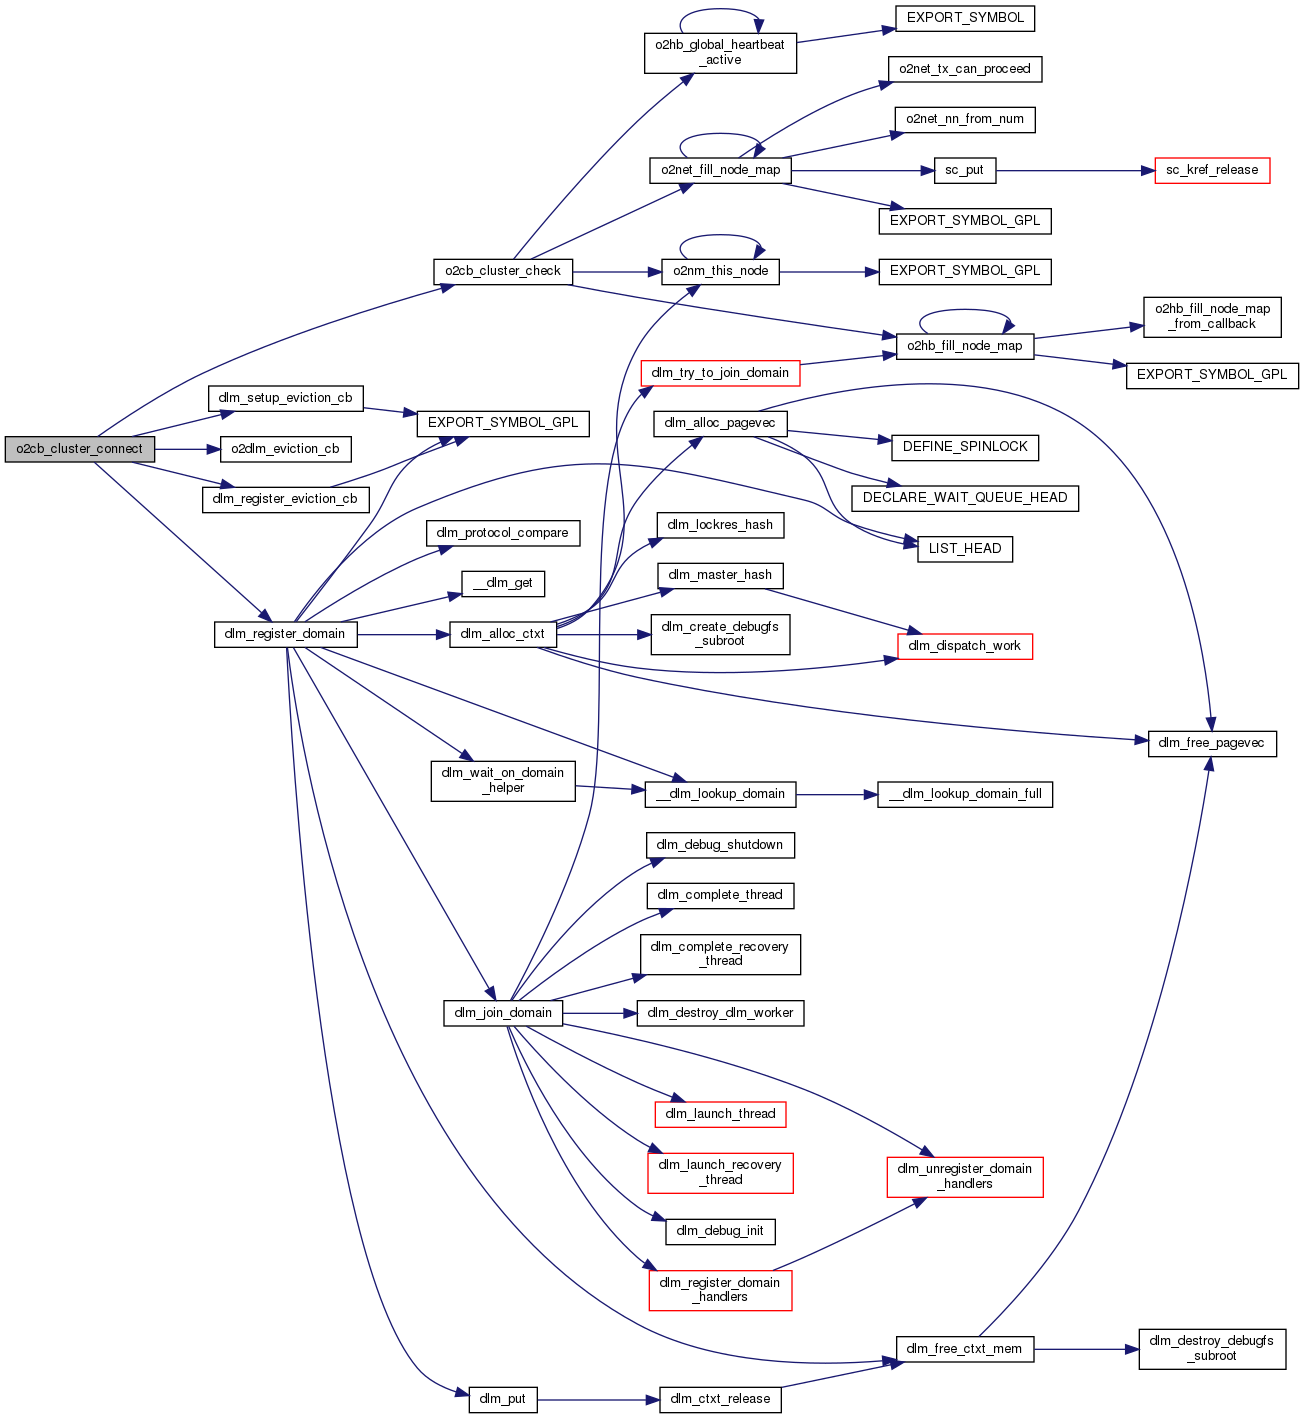 EXPORT_SYMBOL
o2hb_global_heartbeat
_active
o2net_tx_can_proceed
o2net_nn_from_num
o2net_fill_node_map
sc_put
sc_kref_release
EXPORT_SYMBOL_GPL
o2cb_cluster_check
o2nm_this_node
EXPORT_SYMBOL_GPL
o2hb_fill_node_map
_from_callback
o2hb_fill_node_map
dlm_try_to_join_domain
EXPORT_SYMBOL_GPL
dlm_setup_eviction_cb
EXPORT_SYMBOL_GPL
dlm_alloc_pagevec
DEFINE_SPINLOCK
o2cb_cluster_connect
o2dlm_eviction_cb
dlm_register_eviction_cb
DECLARE_WAIT_QUEUE_HEAD
dlm_protocol_compare
dlm_lockres_hash
LIST_HEAD
__dlm_get
dlm_master_hash
dlm_register_domain
dlm_alloc_ctxt
dlm_create_debugfs
_subroot
dlm_dispatch_work
dlm_free_pagevec
dlm_wait_on_domain
_helper
__dlm_lookup_domain
__dlm_lookup_domain_full
dlm_debug_shutdown
dlm_complete_thread
dlm_complete_recovery
_thread
dlm_join_domain
dlm_destroy_dlm_worker
dlm_launch_thread
dlm_launch_recovery
_thread
dlm_unregister_domain
_handlers
dlm_debug_init
dlm_register_domain
_handlers
dlm_free_ctxt_mem
dlm_destroy_debugfs
_subroot
dlm_put
dlm_ctxt_release